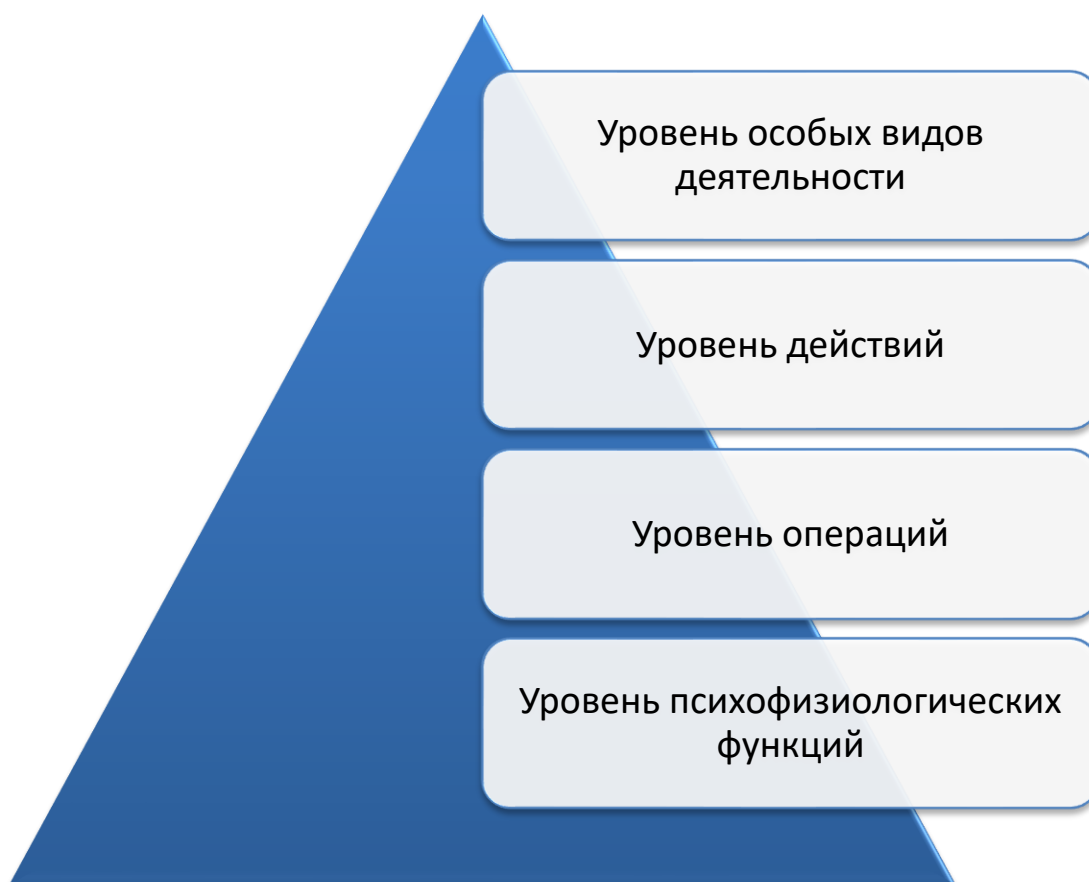 Уровень особых видов
деятельности
Уровень действий
Уровень операций
Уровень психофизиологических
функций